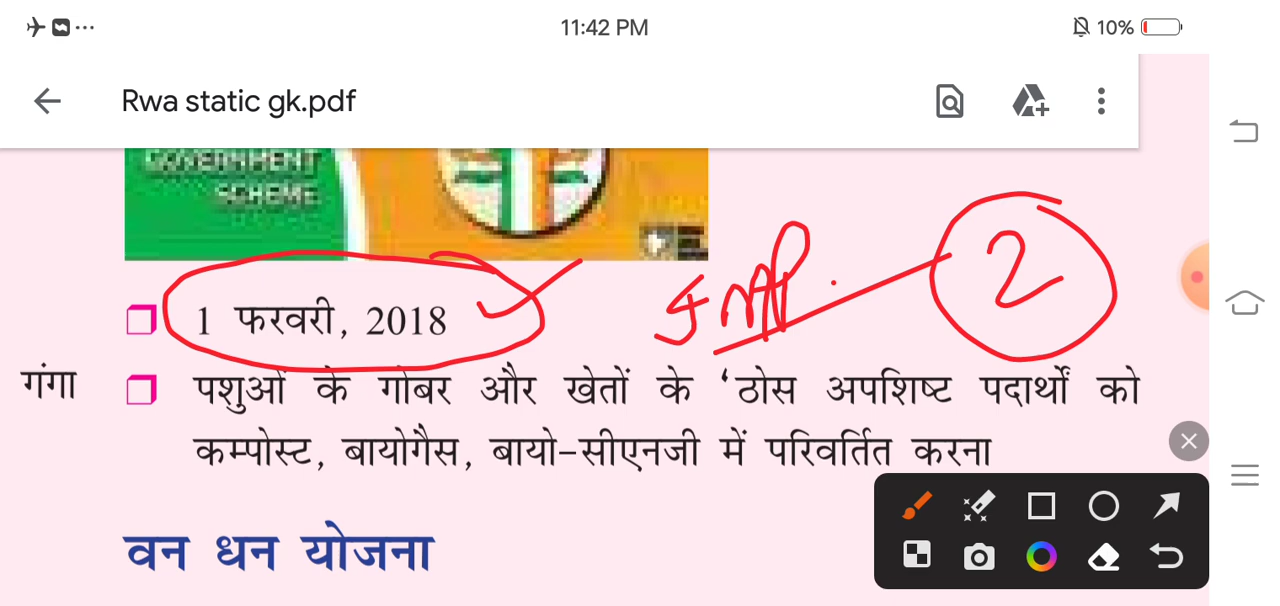 11:42 PM 10%
Rwa static gk.pdf
GOVERNMENT
SCHEME
1 फरवरी, 2018
Imp. 2
गंगा पशुओं के गोबर और खेतों के ‘ठोस अपशिष्ट पदार्थों को
कम्पोस्ट, बायोगैस, बायो-सीएनजी में परिवर्तित करना
वन धन योजना